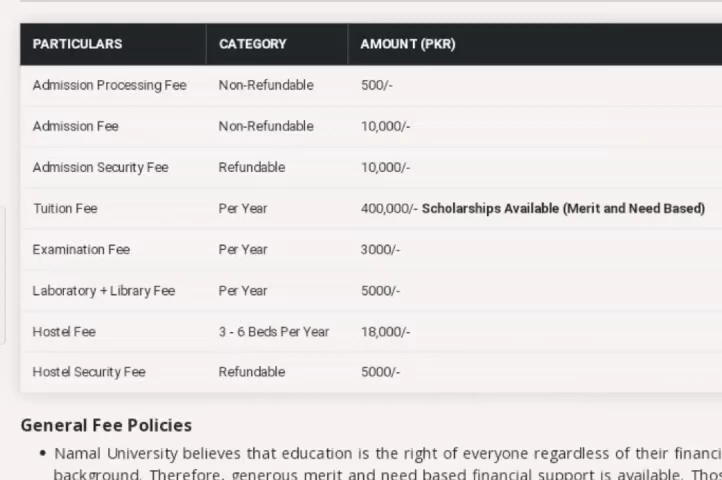 PARTICULARS CATEGORY AMOUNT (PKR)
Admission Processing Fee Non-Refundable 500/-
Admission Fee Non-Refundable 10,000/-
Admission Security Fee Refundable 10,000/-
Tuition Fee Per Year 400,000/- Scholarships Available (Merit and Need Based)
Examination Fee Per Year 3000/-
Laboratory + Library Fee Per Year 5000/-
Hostel Fee 3 - 6 Beds Per Year 18,000/-
Hostel Security Fee Refundable 5000/-
General Fee Policies
• Namal University believes that education is the right of everyone regardless of their financi
background. Therefore, generous merit and need based financial support is available. Thos